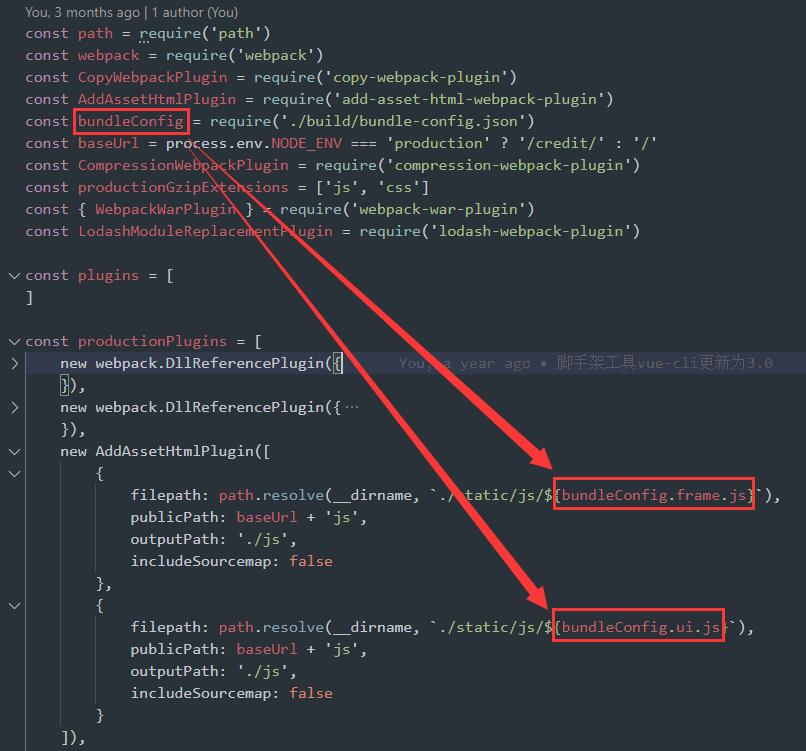 You, 3 months ago | 1 author (You)
const path = require('path')
const webpack = require('webpack')
const CopyWebpackPlugin = require('copy-webpack-plugin')
const AddAssetHtmlPlugin = require('add-asset-html-webpack-plugin')
const bundleConfig = require('./build/bundle-config.json')
const baseUrl = process.env.NODE_ENV === 'production' ? '/credit/' : '/'
const CompressionWebpackPlugin = require('compression-webpack-plugin')
const productionGzipExtensions = ['js', 'css']
const { WebpackWarPlugin } = require('webpack-war-plugin')
const LodashModuleReplacementPlugin = require('lodash-webpack-plugin')
const plugins = [
]
const productionPlugins = [
new webpack.DllReferencePlugin({ You, a year ago • 脚手架工具vue-cli更新为3.0
}),
new webpack.DllReferencePlugin({ ···
}),
new AddAssetHtmlPlugin([
{
filepath: path.resolve(__dirname, `./static/js/${bundleConfig.frame.js}`),
publicPath: baseUrl + 'js',
outputPath: './js',
includeSourcemap: false
},
{
filepath: path.resolve(__dirname, `./static/js/${bundleConfig.ui.js}`),
publicPath: baseUrl + 'js',
outputPath: './js',
includeSourcemap: false
}
]),